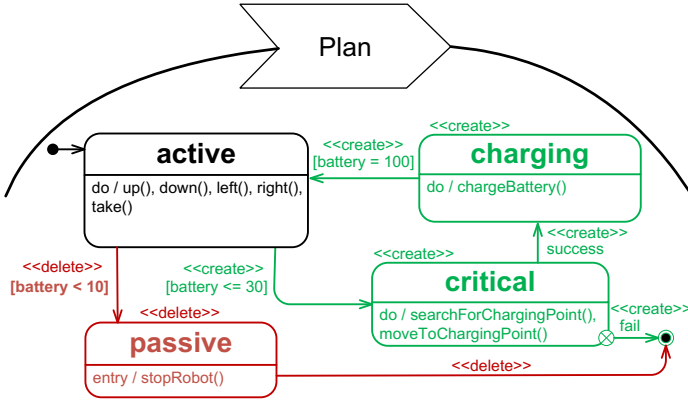 Plan
<<create>>
<<create>>
active
[battery = 100]
charging
do / up(), down(), left(), right(),
take()
do / chargeBattery()
<<create>>
success
<<create>>
<<delete>>
[battery < 10]
<<create>>
[battery <= 30]
critical
do / searchForChargingPoint(),
moveToChargingPoint()
<<create>>
fail
<<delete>>
passive
entry / stopRobot()
<<delete>>